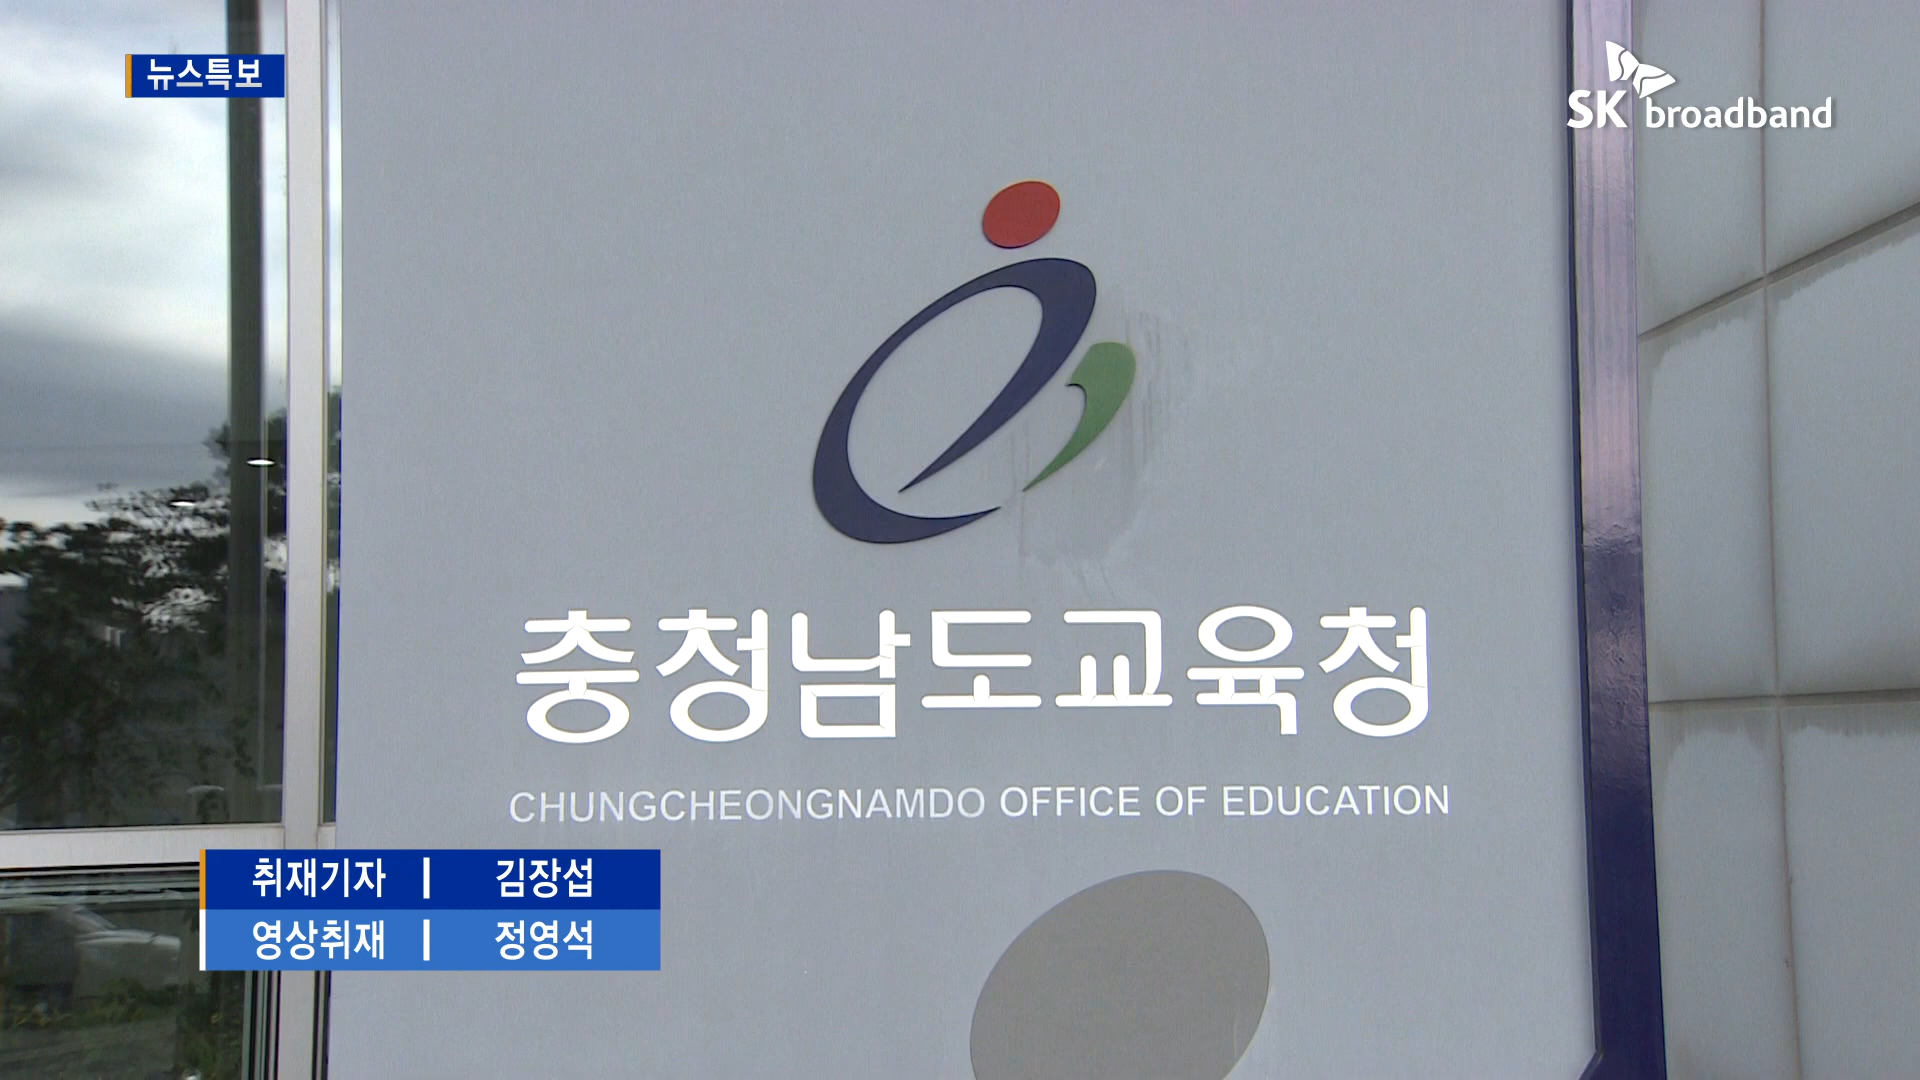 뉴스특보
SK broadband
충청남도교육청
CHUNGCHEONGNAMDO OFFICE OF EDUCATION
취재기자 | 김장섭
영상취재 | 정영석